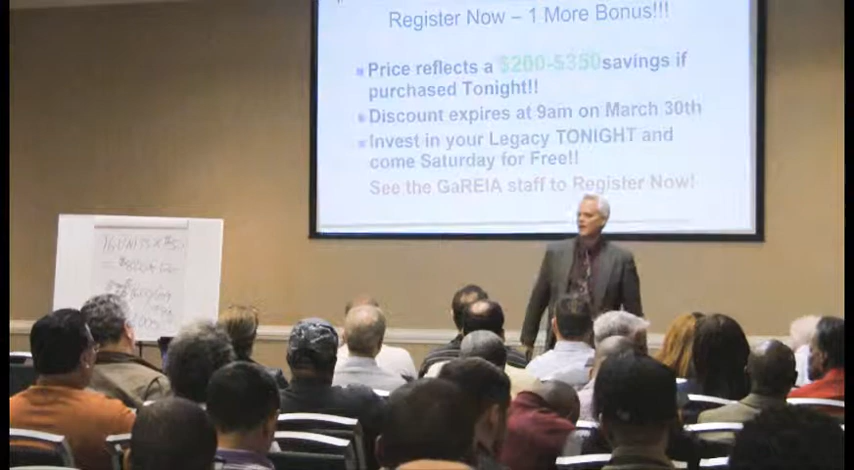 Register Now – 1 More Bonus!!!
Price reflects a $200-$350 savings if
purchased Tonight!!
Discount expires at 9am on March 30th
Invest in your Legacy TONIGHT and
come Saturday for Free!!
See the GaREIA staff to Register Now!